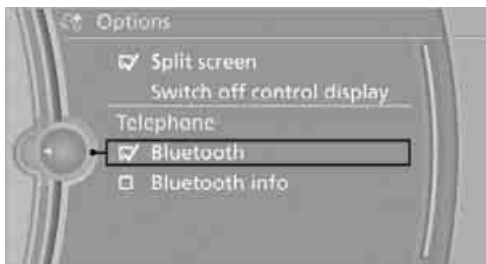 Options
Split screen
Switch off control display
Telephone
Bluetooth
Bluetooth info